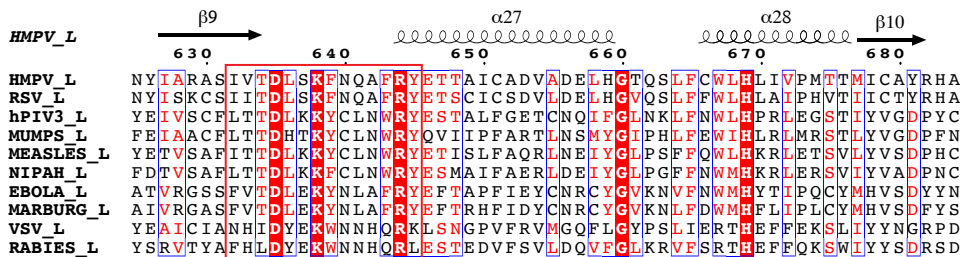 β9 α27 α28 β10
HMPV_L
630 640 650 660 670 680
HMPV_L NYIARASIVTDLSKFNQAFRYETTAICADVADELHGTQSLFCWLHLIVPMTTMICAYRHA
RSV_L NYISKCSIITDLSKFNQAFRYETSCICSDVLDELHGVQSLFFWLHLAIPHVTIICTYRHA
hPIV3_L YEIVSCFLTTDLKKYCLNWRYESTALFGETCNQIFGLNKLFNWLHPRLEGSTIYVGDPYC
MUMPS_L FEIAACFLTTDHTKYCLNWRYQVIIPFARTLNSMYGIPHLFEWIHLRLMRSTLYVGDPFN
MEASLES_L YETVSAFITTDLKKYCLNWRYETISLFAQRLNEIYGLPSFFQWLHKRLETSVLYVSDPHC
NIPAH_L FDTVSAFLTTDLKKFCLNWRYESMAIFAERLDEIYGLPGFFNWMHKRLERSVIYVADPNC
EBOLA_L ATVRGSSFVTDLEKYNLAFRYEFTAPFIEYCNRCYGVKNVFNWMHYTIPQCYMHVSDYYN
MARBURG_L AIVRGASFVTDLEKYNLAFRYEFTRHFIDYCNRCYGVKNLFDWMHFLIPLCYMHVSDFYS
VSV_L YEAICIANHIDYEKWNNHQRKLSNGPVFRVMGQFLGYPSLIERTHEFFEKSLIYYNGRPD
RABIES_L YSRVTYAFHLDYEKWNNHQRLESTEDVFSVLDQVFGLKRVFSRTHEFFQKSWIYYSDRSD